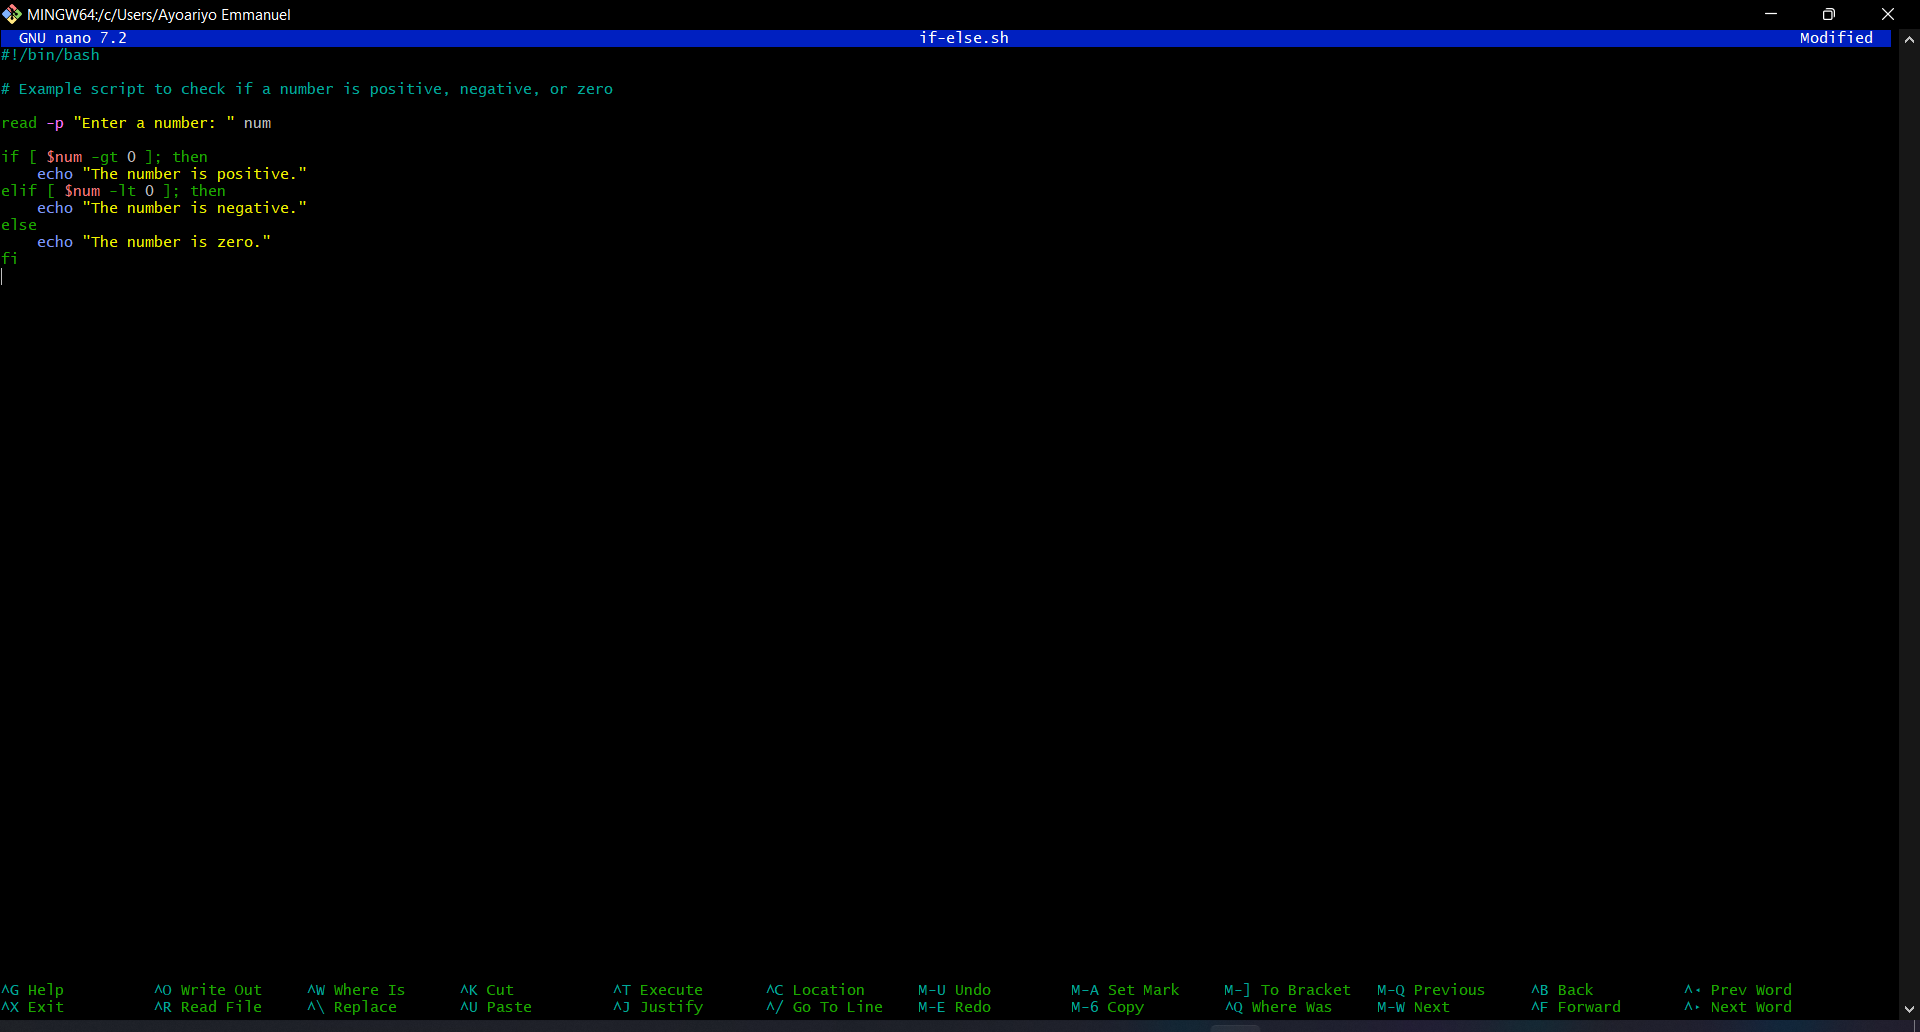 MINGW64:/c/Users/Ayoariyo Emmanuel
GNU nano 7.2 if-else.sh Modified
#!/bin/bash
# Example script to check if a number is positive, negative, or zero
read -p "Enter a number: " num
if [ $num -gt 0 ]; then
    echo "The number is positive."
elif [ $num -lt 0 ]; then
    echo "The number is negative."
else
    echo "The number is zero."
fi
^G Help ^O Write Out ^W Where Is ^K Cut ^T Execute ^C Location M-U Undo M-A Set Mark M-] To Bracket M-Q Previous ^B Back ^◂ Prev Word
^X Exit ^R Read File ^\ Replace ^U Paste ^J Justify ^/ Go To Line M-E Redo M-6 Copy ^Q Where Was M-W Next ^F Forward ^▸ Next Word